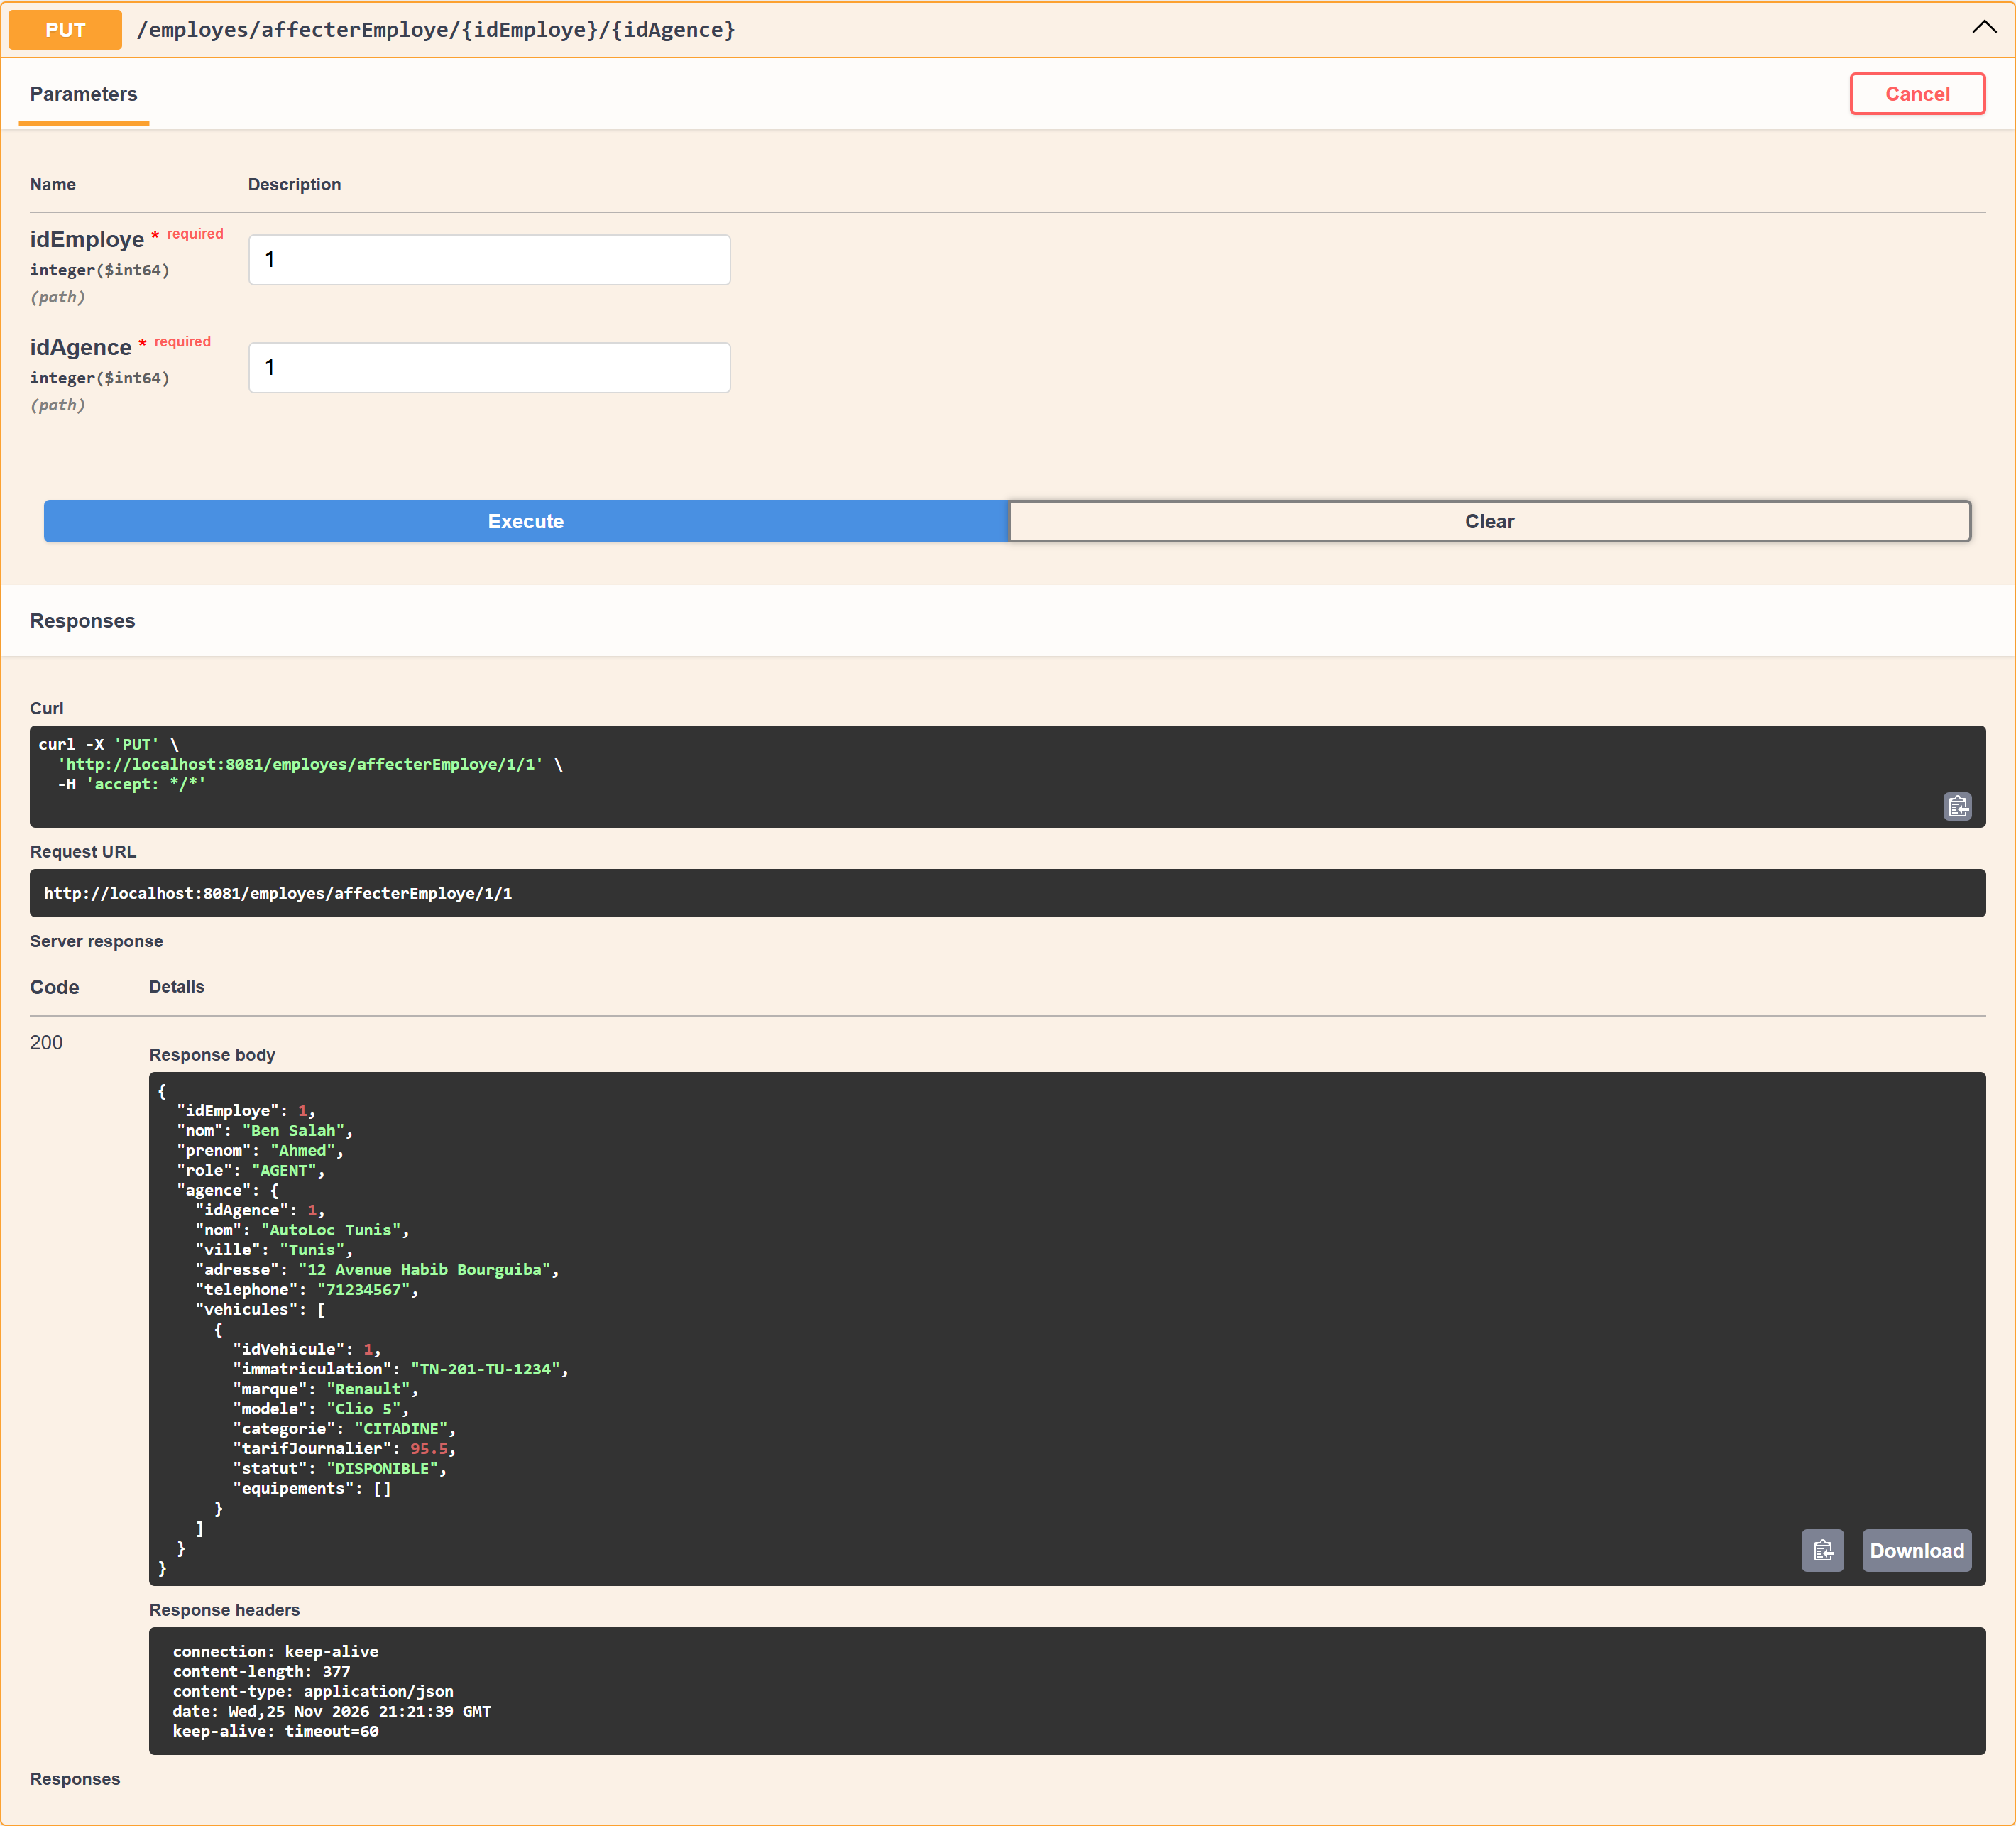 PUT /employes/affecterEmploye/{idEmploye}/{idAgence}
Parameters
Cancel
Name Description
idEmploye * required
integer($int64)
(path)
1
idAgence * required
integer($int64)
(path)
1
Execute Clear
Responses
Curl
curl -X 'PUT' \
  'http://localhost:8081/employes/affecterEmploye/1/1' \
  -H 'accept: */*'
Request URL
http://localhost:8081/employes/affecterEmploye/1/1
Server response
Code Details
200
Response body
{
  "idEmploye": 1,
  "nom": "Ben Salah",
  "prenom": "Ahmed",
  "role": "AGENT",
  "agence": {
    "idAgence": 1,
    "nom": "AutoLoc Tunis",
    "ville": "Tunis",
    "adresse": "12 Avenue Habib Bourguiba",
    "telephone": "71234567",
    "vehicules": [
      {
        "idVehicule": 1,
        "immatriculation": "TN-201-TU-1234",
        "marque": "Renault",
        "modele": "Clio 5",
        "categorie": "CITADINE",
        "tarifJournalier": 95.5,
        "statut": "DISPONIBLE",
        "equipements": []
      }
    ]
  }
}
Download
Response headers
connection: keep-alive
content-length: 377
content-type: application/json
date: Wed,25 Nov 2026 21:21:39 GMT
keep-alive: timeout=60
Responses